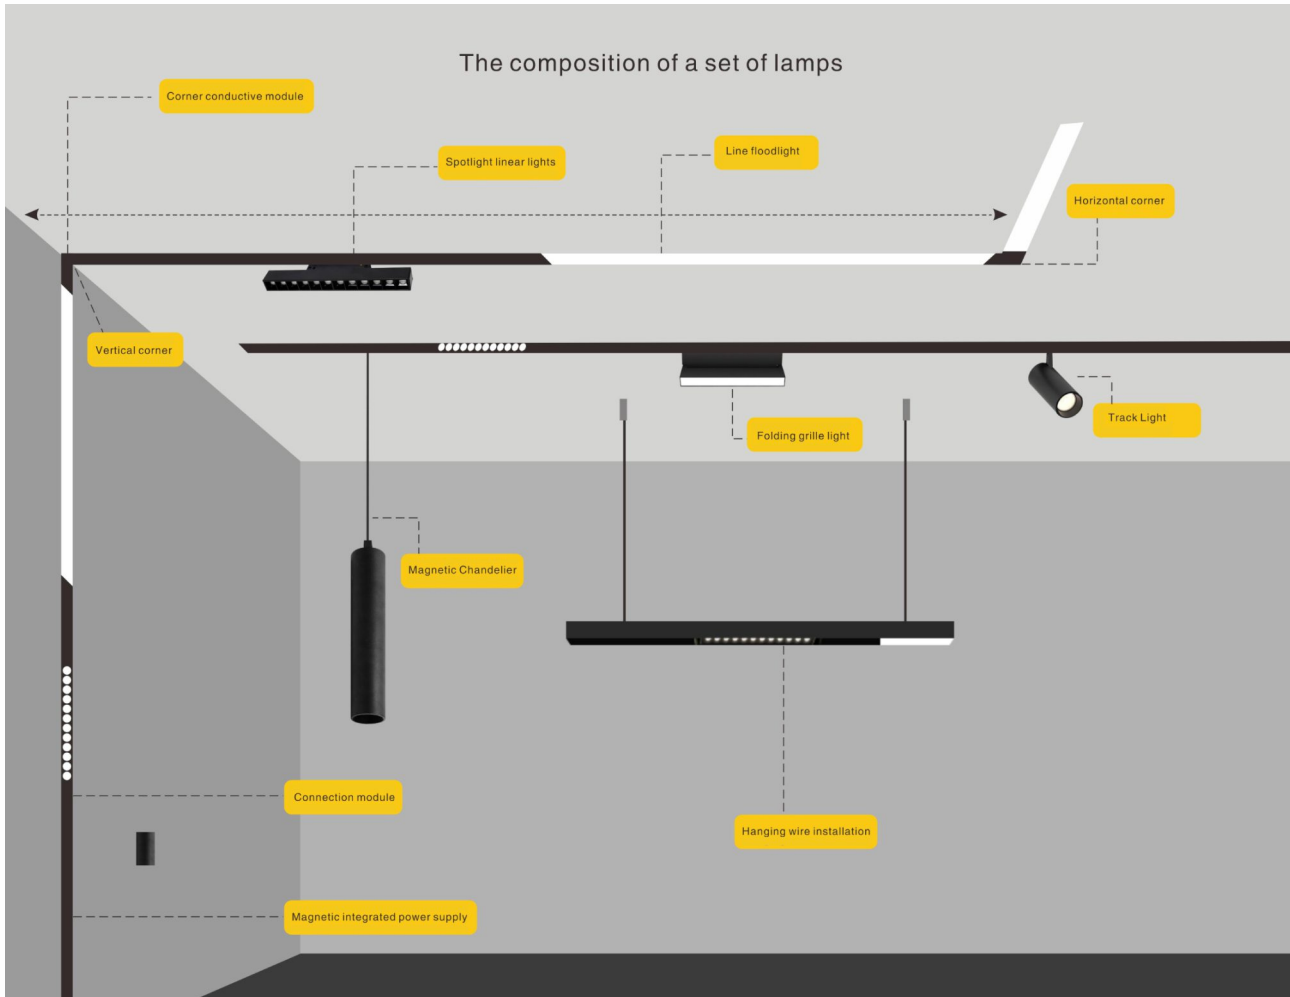 The composition of a set of lamps
Corner conductive module
Spotlight linear lights
Line floodlight
Horizontal corner
Vertical corner
Track Light
Folding grille light
Magnetic Chandelier
Connection module
Hanging wire installation
Magnetic integrated power supply